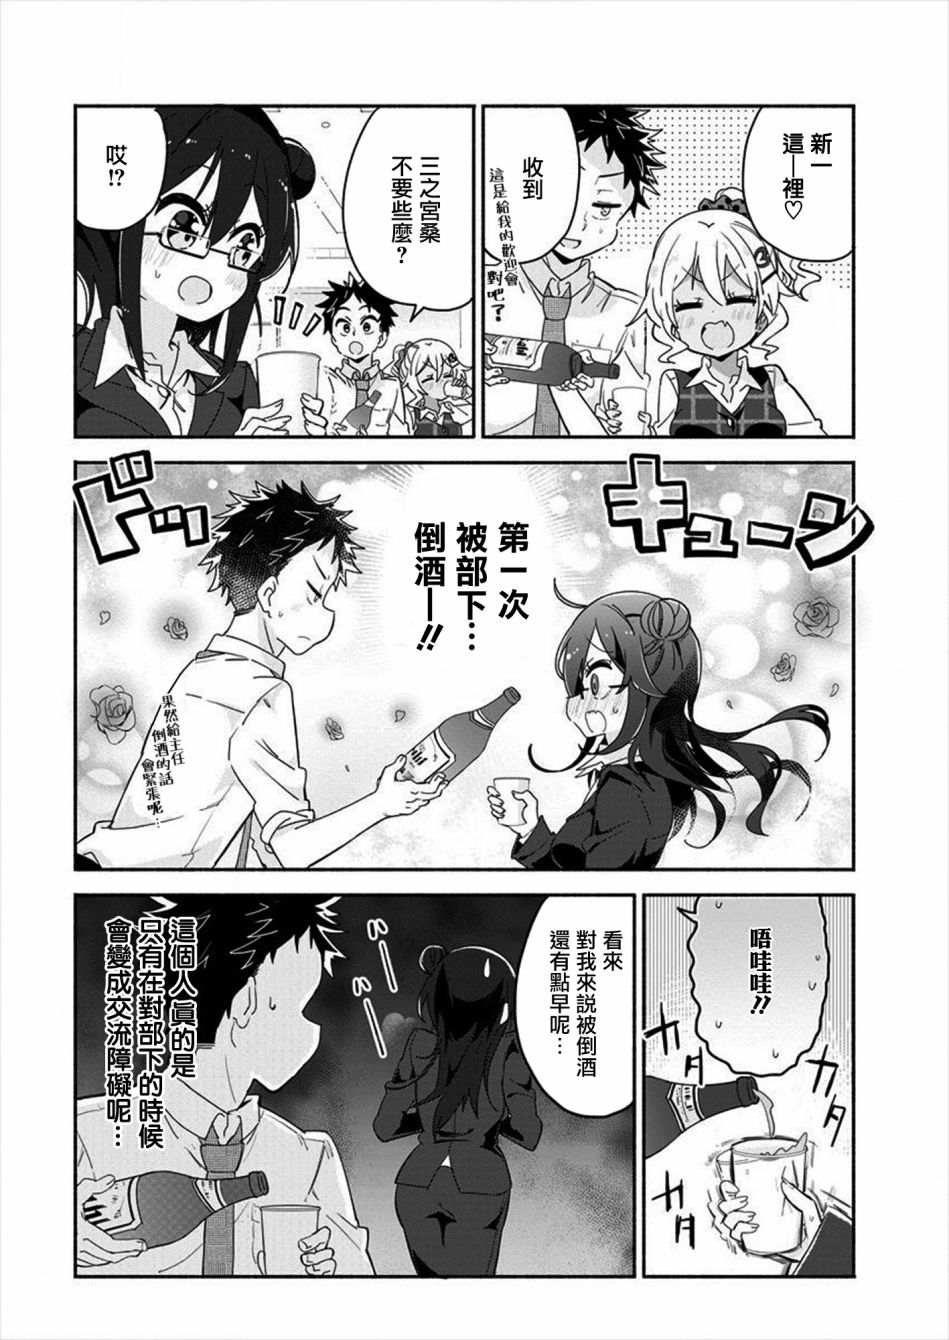 新一
這—裡♡
收到
這是給我的歡迎會
對吧？
三之宮桑
不要些麼？
哎!?
キューーン
第一次
被部下…
倒酒—!!
ドッ
果然給主任
倒酒的話
會緊張呢…
唔哇哇!!
カタ
カタ
カタ
カタ
看來
對我來説被倒酒
還有點早呢…
這個人真的是
只有在對部下的時候
會變成交流障礙呢…